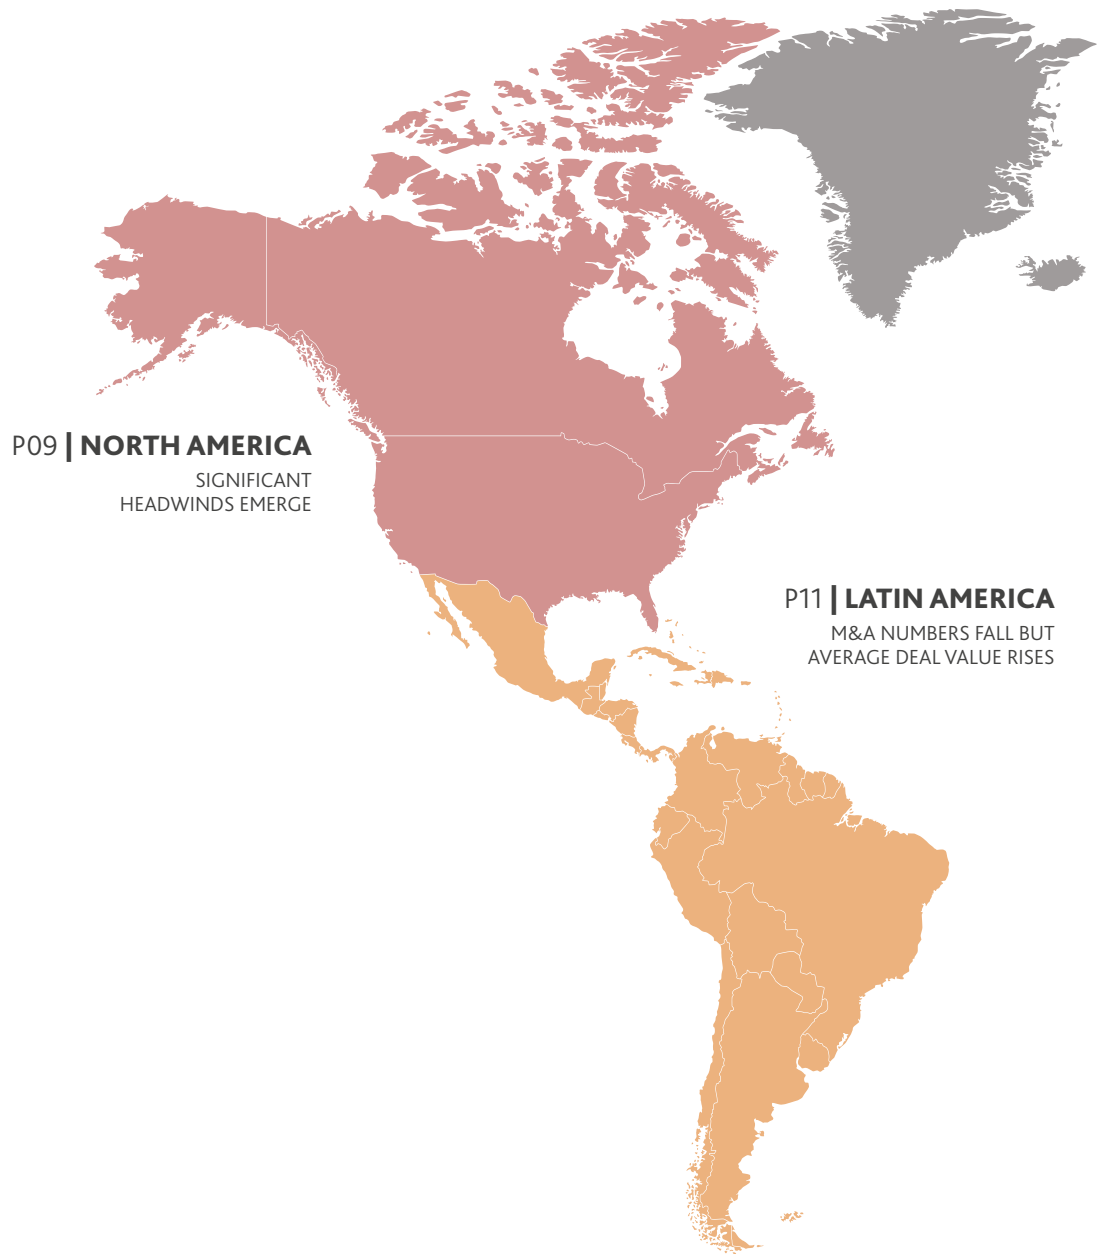 P09 | NORTH AMERICA
SIGNIFICANT
HEADWINDS EMERGE
P11 | LATIN AMERICA
M&A NUMBERS FALL BUT
AVERAGE DEAL VALUE RISES